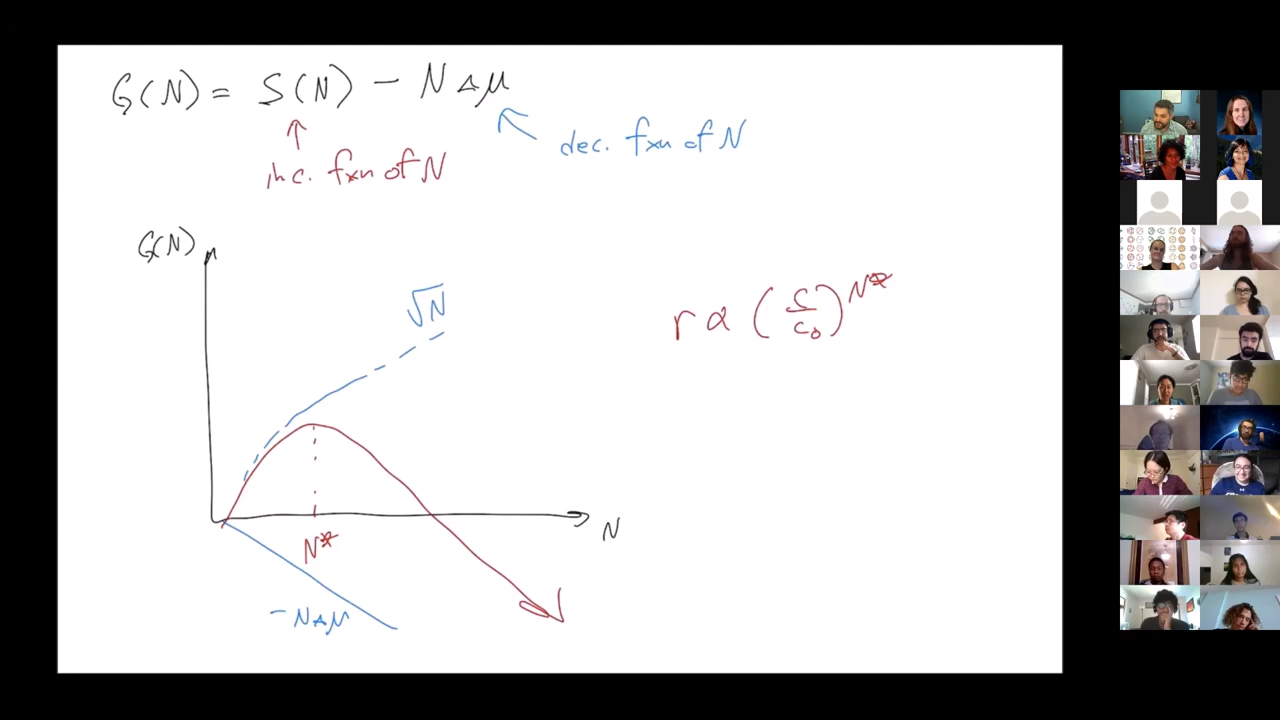 G(N) = S(N) - NΔμ
inc. fxn of N
dec. fxn of N
G(N)
√N
r ∝ (S/c₀)^N*
N
N*
- NΔμ